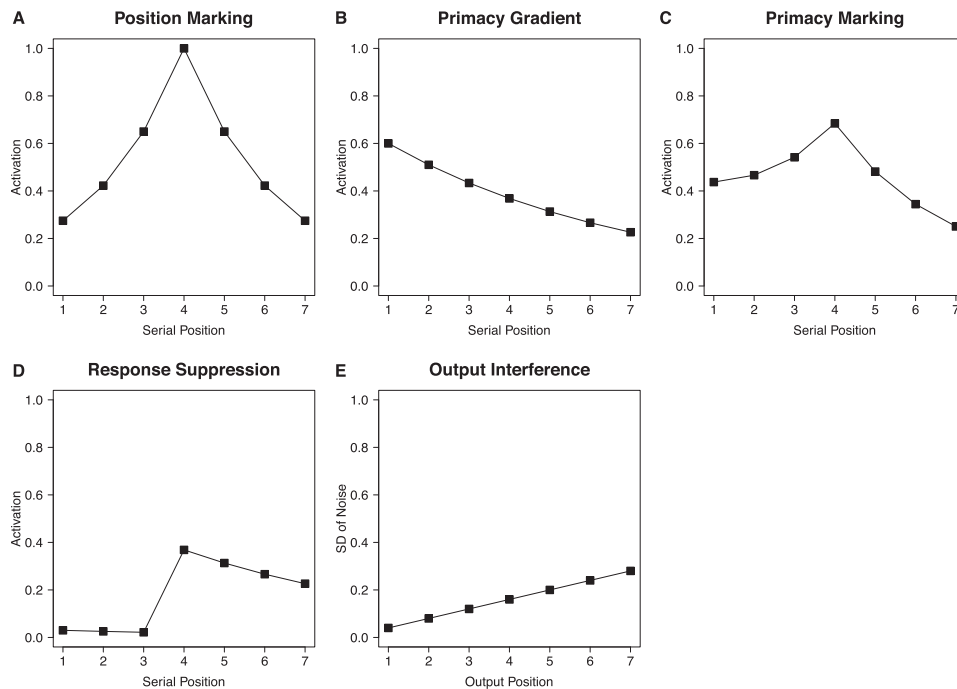 A Position Marking
1.0
0.8
0.6
0.4
0.2
0.0
Activation
1 2 3 4 5 6 7
Serial Position
B Primacy Gradient
1.0
0.8
0.6
0.4
0.2
0.0
Activation
1 2 3 4 5 6 7
Serial Position
C Primacy Marking
1.0
0.8
0.6
0.4
0.2
0.0
Activation
1 2 3 4 5 6 7
Serial Position
D Response Suppression
1.0
0.8
0.6
0.4
0.2
0.0
Activation
1 2 3 4 5 6 7
Serial Position
E Output Interference
1.0
0.8
0.6
0.4
0.2
0.0
SD of Noise
1 2 3 4 5 6 7
Output Position